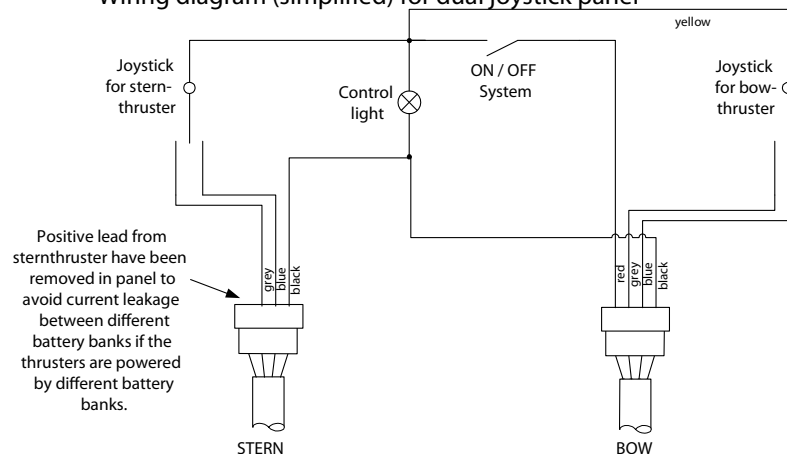 Wiring diagram (simplified) for dual joystick panel
yellow
Joystick
for stern-
thruster
Control
light
ON / OFF
System
Joystick
for bow-
thruster
Positive lead from
sternthruster have been
removed in panel to
avoid current leakage
between different
battery banks if the
thrusters are powered
by different battery
banks.
grey
blue
black
red
grey
blue
black
STERN
BOW